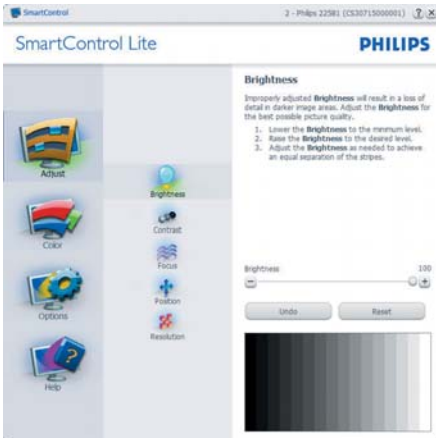 SmartControl
2 - Philips 225B1 (CS30715000001)
SmartControl Lite
PHILIPS
Adjust
Color
Options
Help
Brightness
Contrast
Focus
Position
Resolution
Brightness
Improperly adjusted Brightness will result in a loss of
detail in darker image areas. Adjust the Brightness for
the best possible picture quality.
1. Lower the Brightness to the minimum level.
2. Raise the Brightness to the desired level.
3. Adjust the Brightness as needed to achieve
an equal separation of the stripes.
Brightness 100
Undo Reset